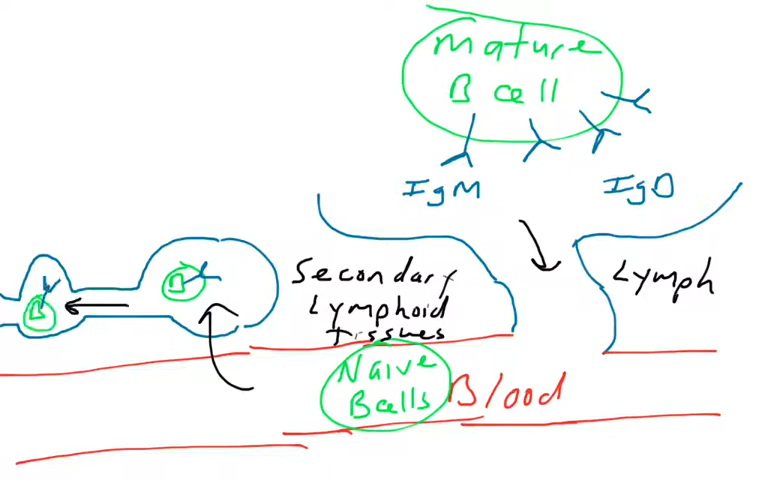 Mature
B cell
IgM
IgD
Secondary
Lymphoid
tissues
Lymph
B
B
Naive
B cells
Blood